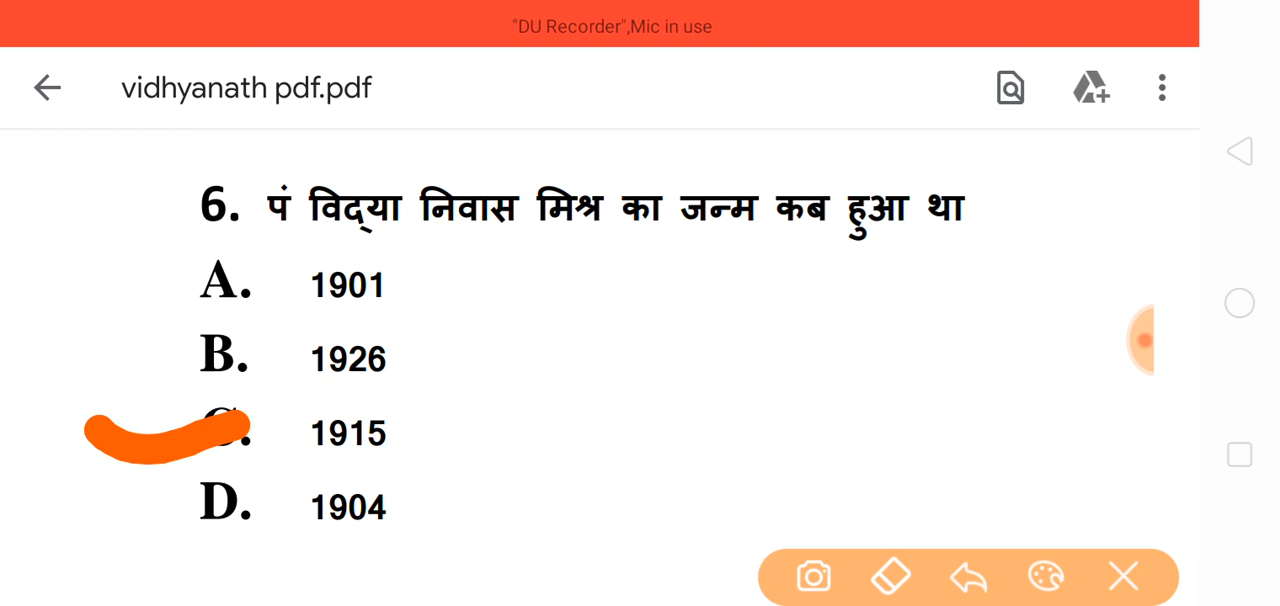 "DU Recorder",Mic in use
vidhyanath pdf.pdf
6. पं विद्‌या निवास मिश्र का जन्म कब हुआ था
A. 1901
B. 1926
C. 1915
D. 1904